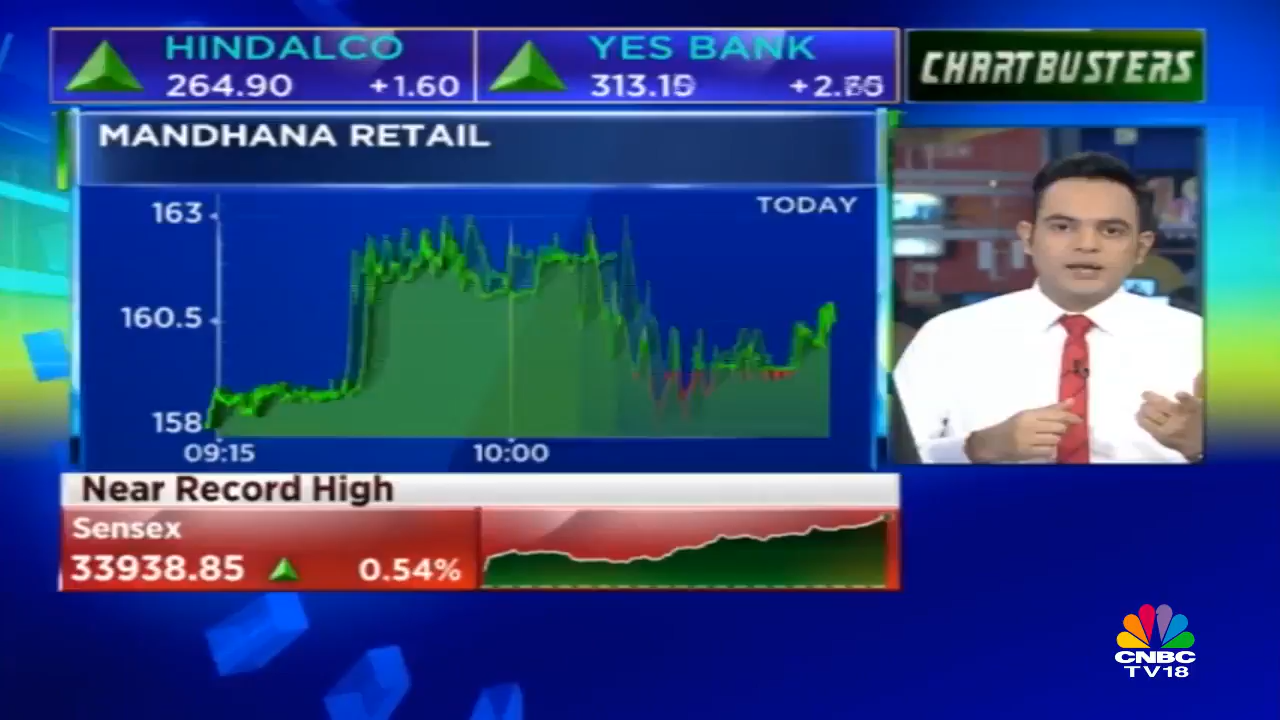 HINDALCO
264.90 +1.60
YES BANK
313.15
CHARTBUSTERS
MANDHANA RETAIL
TODAY
163
160.5
158
09:15 10:00
Near Record High
Sensex
33938.85 0.54%
CNBC
TV18